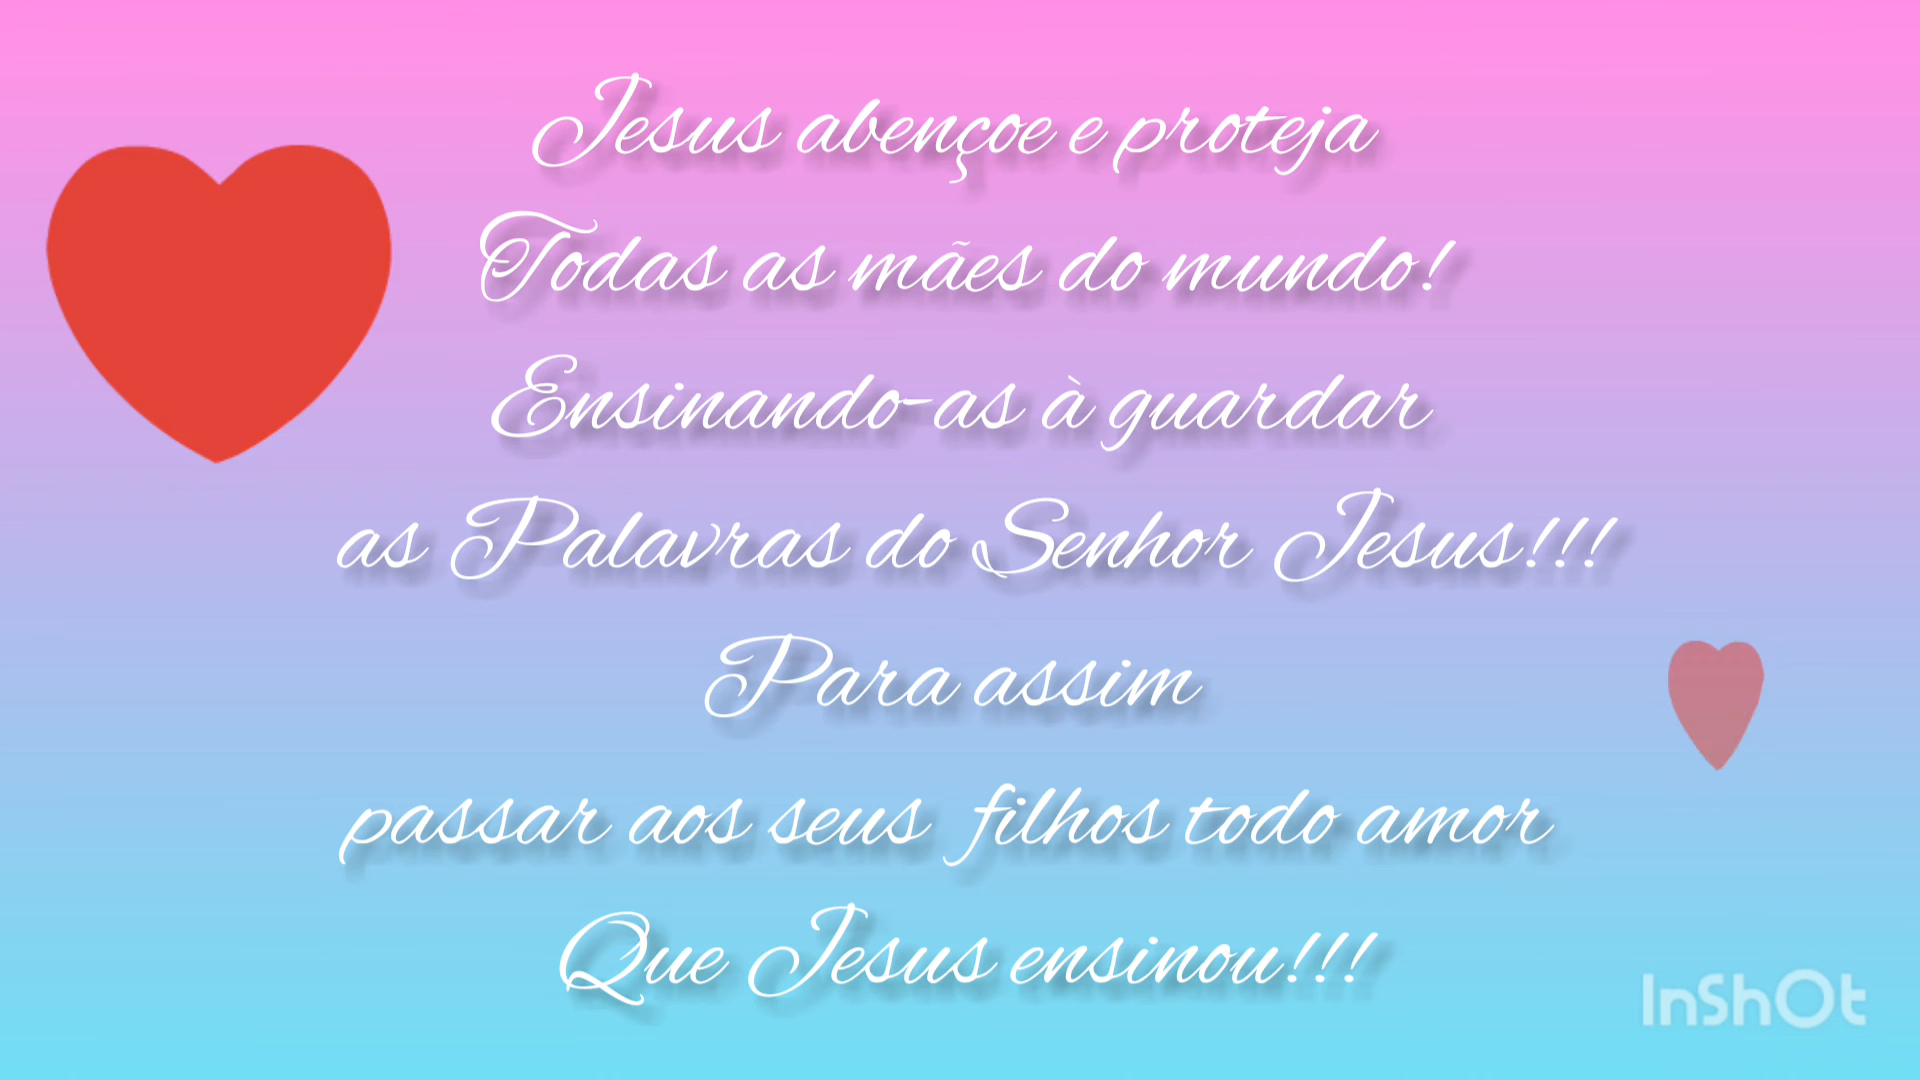 Jesus abençoe e proteja
Todas as mães do mundo!
Ensinando-as à guardar
as Palavras do Senhor Jesus!!!
Para assim
passar aos seus filhos todo amor
Que Jesus ensinou!!!
InShOt